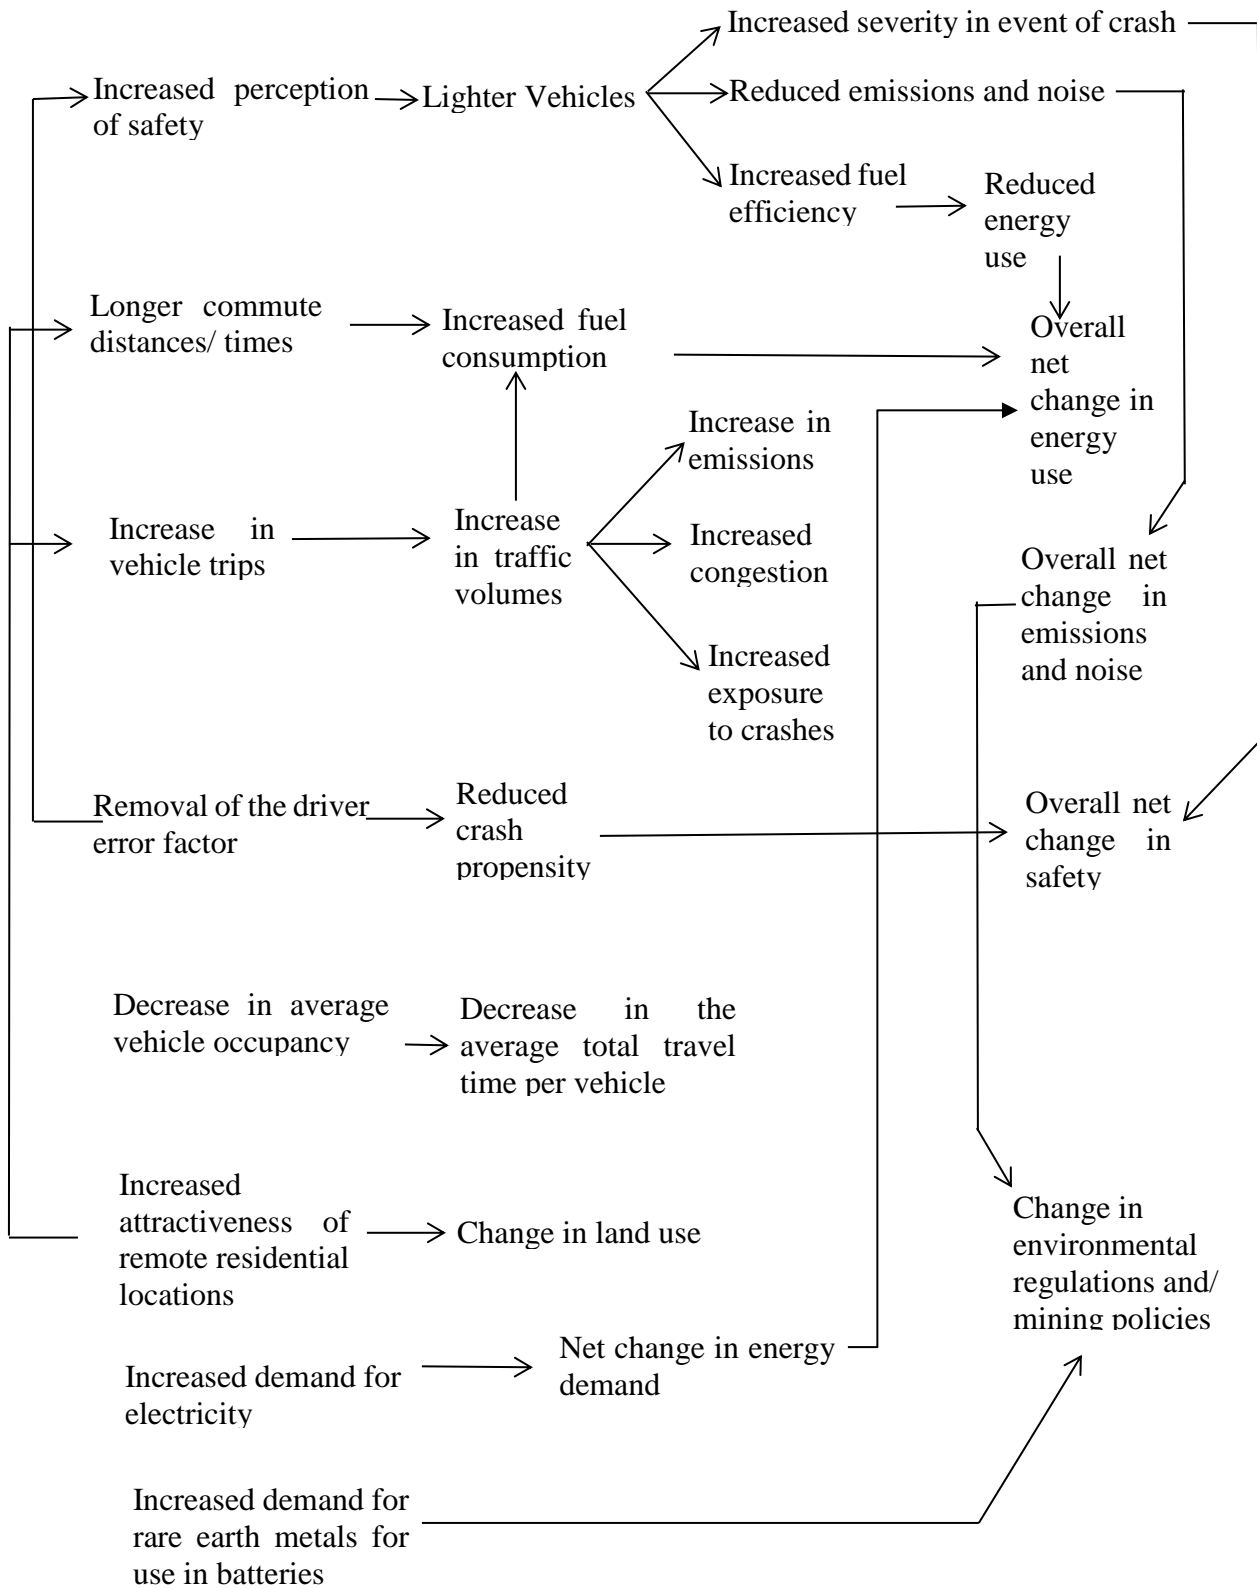 Increased severity in event of crash
Increased perception
of safety
Lighter Vehicles
Reduced emissions and noise
Increased fuel
efficiency
Reduced
energy
use
Longer commute
distances/ times
Increased fuel
consumption
Overall
net
change in
energy
use
Increase in
emissions
Increase in
vehicle trips
Increase
in traffic
volumes
Increased
congestion
Overall net
change in
emissions
and noise
Increased
exposure
to crashes
Removal of the driver
error factor
Reduced
crash
propensity
Overall net
change in
safety
Decrease in average
vehicle occupancy
Decrease in the
average total travel
time per vehicle
Increased
attractiveness of
remote residential
locations
Change in land use
Change in
environmental
regulations and/
mining policies
Increased demand for
electricity
Net change in energy
demand
Increased demand for
rare earth metals for
use in batteries